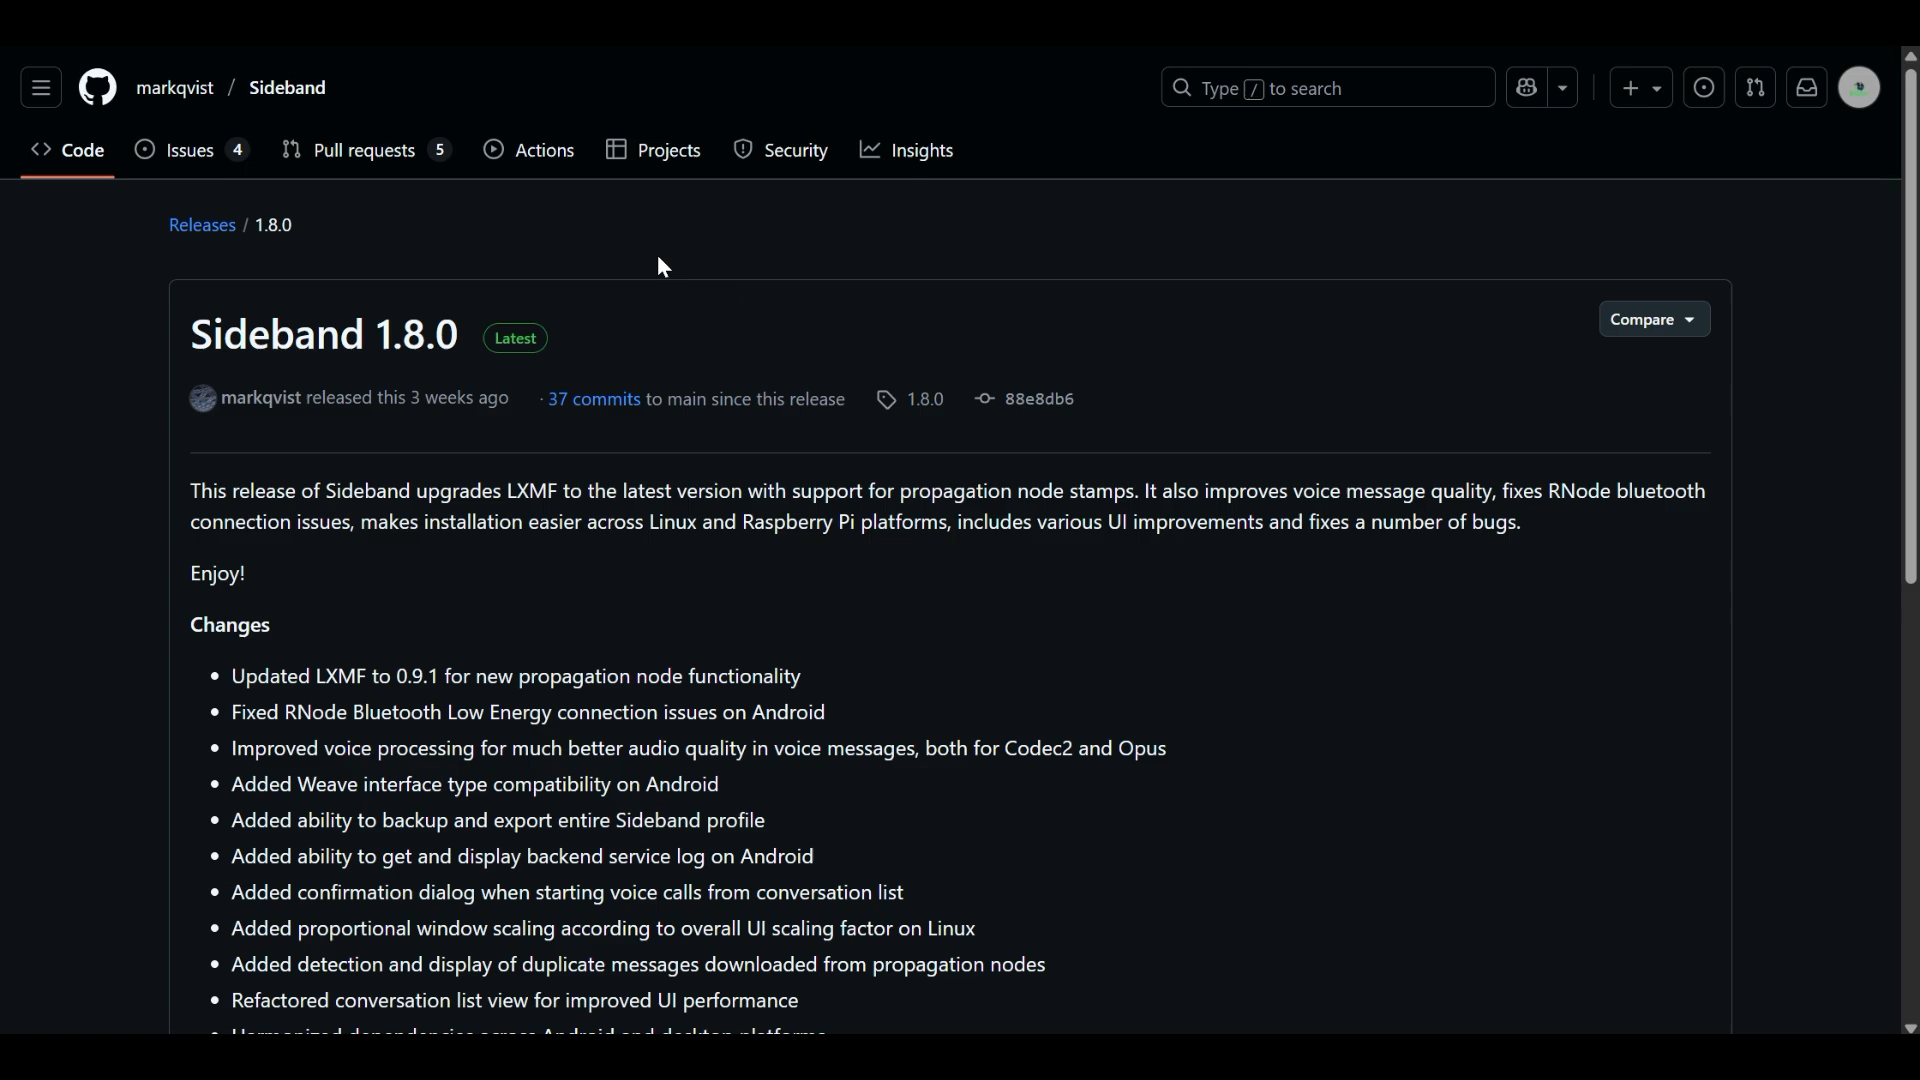 markqvist / Sideband
Type / to search
Code
Issues 4
Pull requests 5
Actions
Projects
Security
Insights
Releases / 1.8.0
Sideband 1.8.0
Latest
Compare
markqvist released this 3 weeks ago · 37 commits to main since this release 1.8.0 88e8db6
This release of Sideband upgrades LXMF to the latest version with support for propagation node stamps. It also improves voice message quality, fixes RNode bluetooth
connection issues, makes installation easier across Linux and Raspberry Pi platforms, includes various UI improvements and fixes a number of bugs.
Enjoy!
Changes
• Updated LXMF to 0.9.1 for new propagation node functionality
• Fixed RNode Bluetooth Low Energy connection issues on Android
• Improved voice processing for much better audio quality in voice messages, both for Codec2 and Opus
• Added Weave interface type compatibility on Android
• Added ability to backup and export entire Sideband profile
• Added ability to get and display backend service log on Android
• Added confirmation dialog when starting voice calls from conversation list
• Added proportional window scaling according to overall UI scaling factor on Linux
• Added detection and display of duplicate messages downloaded from propagation nodes
• Refactored conversation list view for improved UI performance
• Harmonized dependencies across Android and desktop platforms